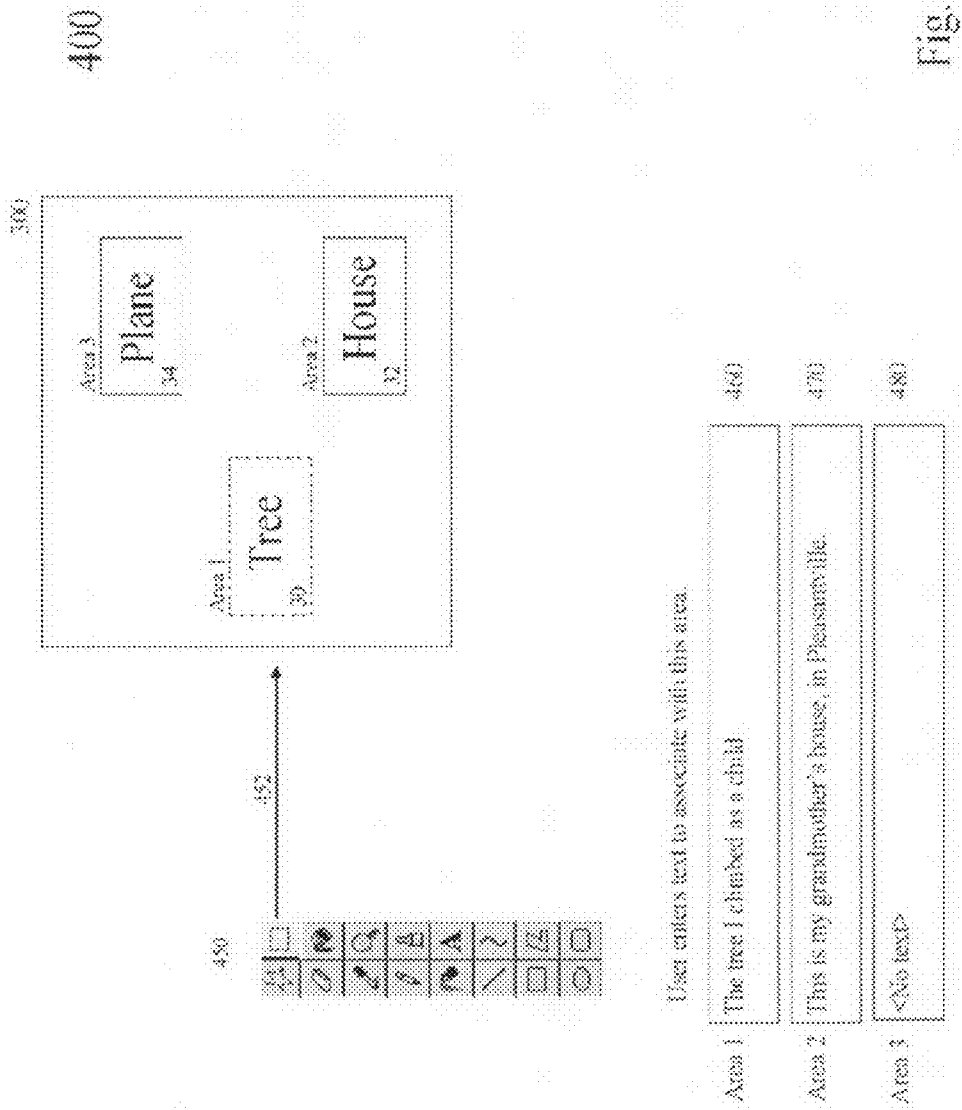 400
300
Area 3
Plane
34
Area 1
Tree
30
Area 2
House
32
450
492
User enters text to associate with this area.
Area 1 The tree I climbed as a child 460
Area 2 This is my grandmother's house, in Pleasantville. 470
Area 3 <No text> 480
Fig.